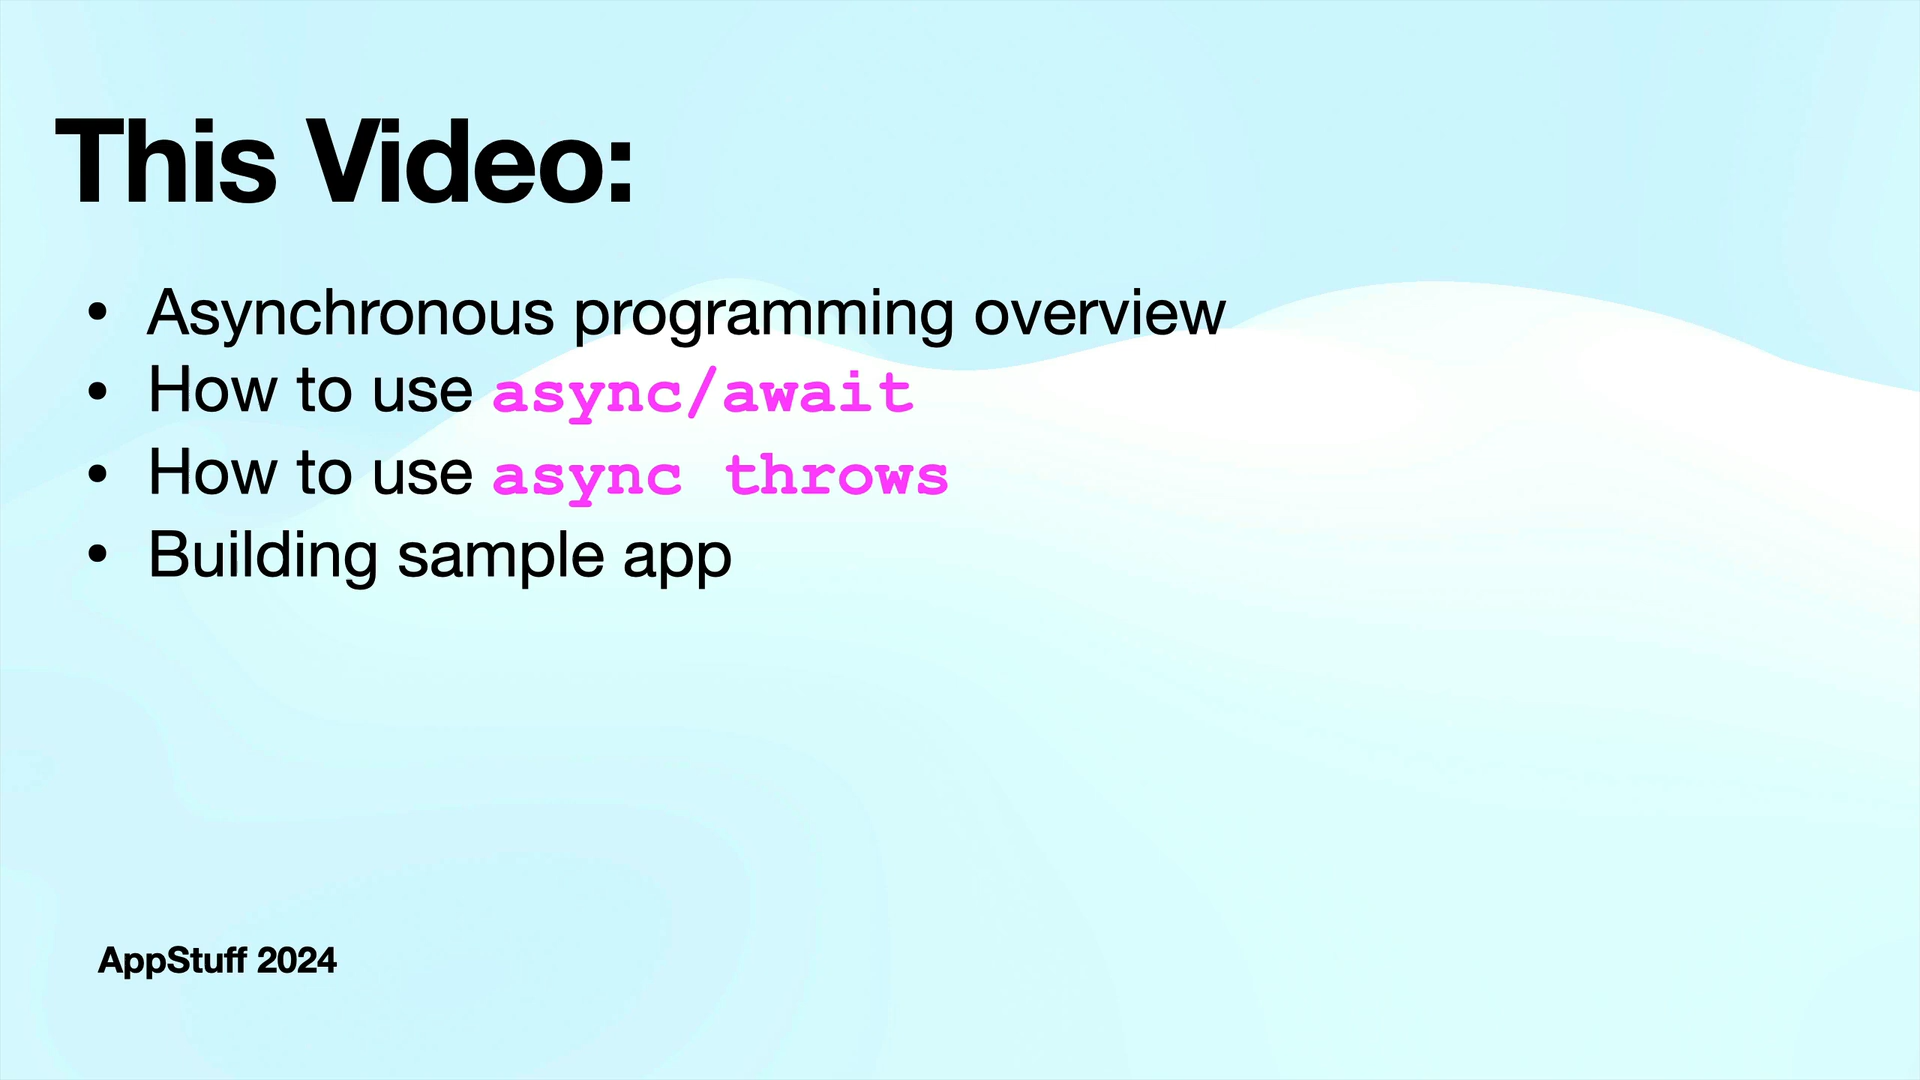 This Video:
• Asynchronous programming overview
• How to use async/await
• How to use async throws
• Building sample app
AppStuff 2024